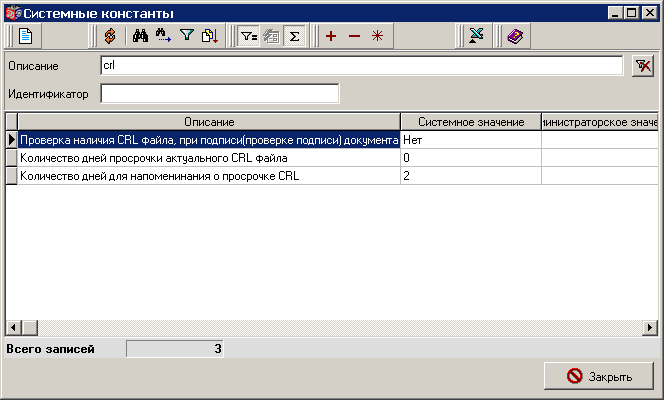 Системные константы
Описание
crl
Идентификатор
Описание
Системное значение
министраторское значе
Проверка наличия CRL файла, при подписи(проверке подписи) документа
Нет
Количество дней просрочки актуального CRL файла
0
Количество дней для напоменинания о просрочке CRL
2
Всего записей
3
Закрыть